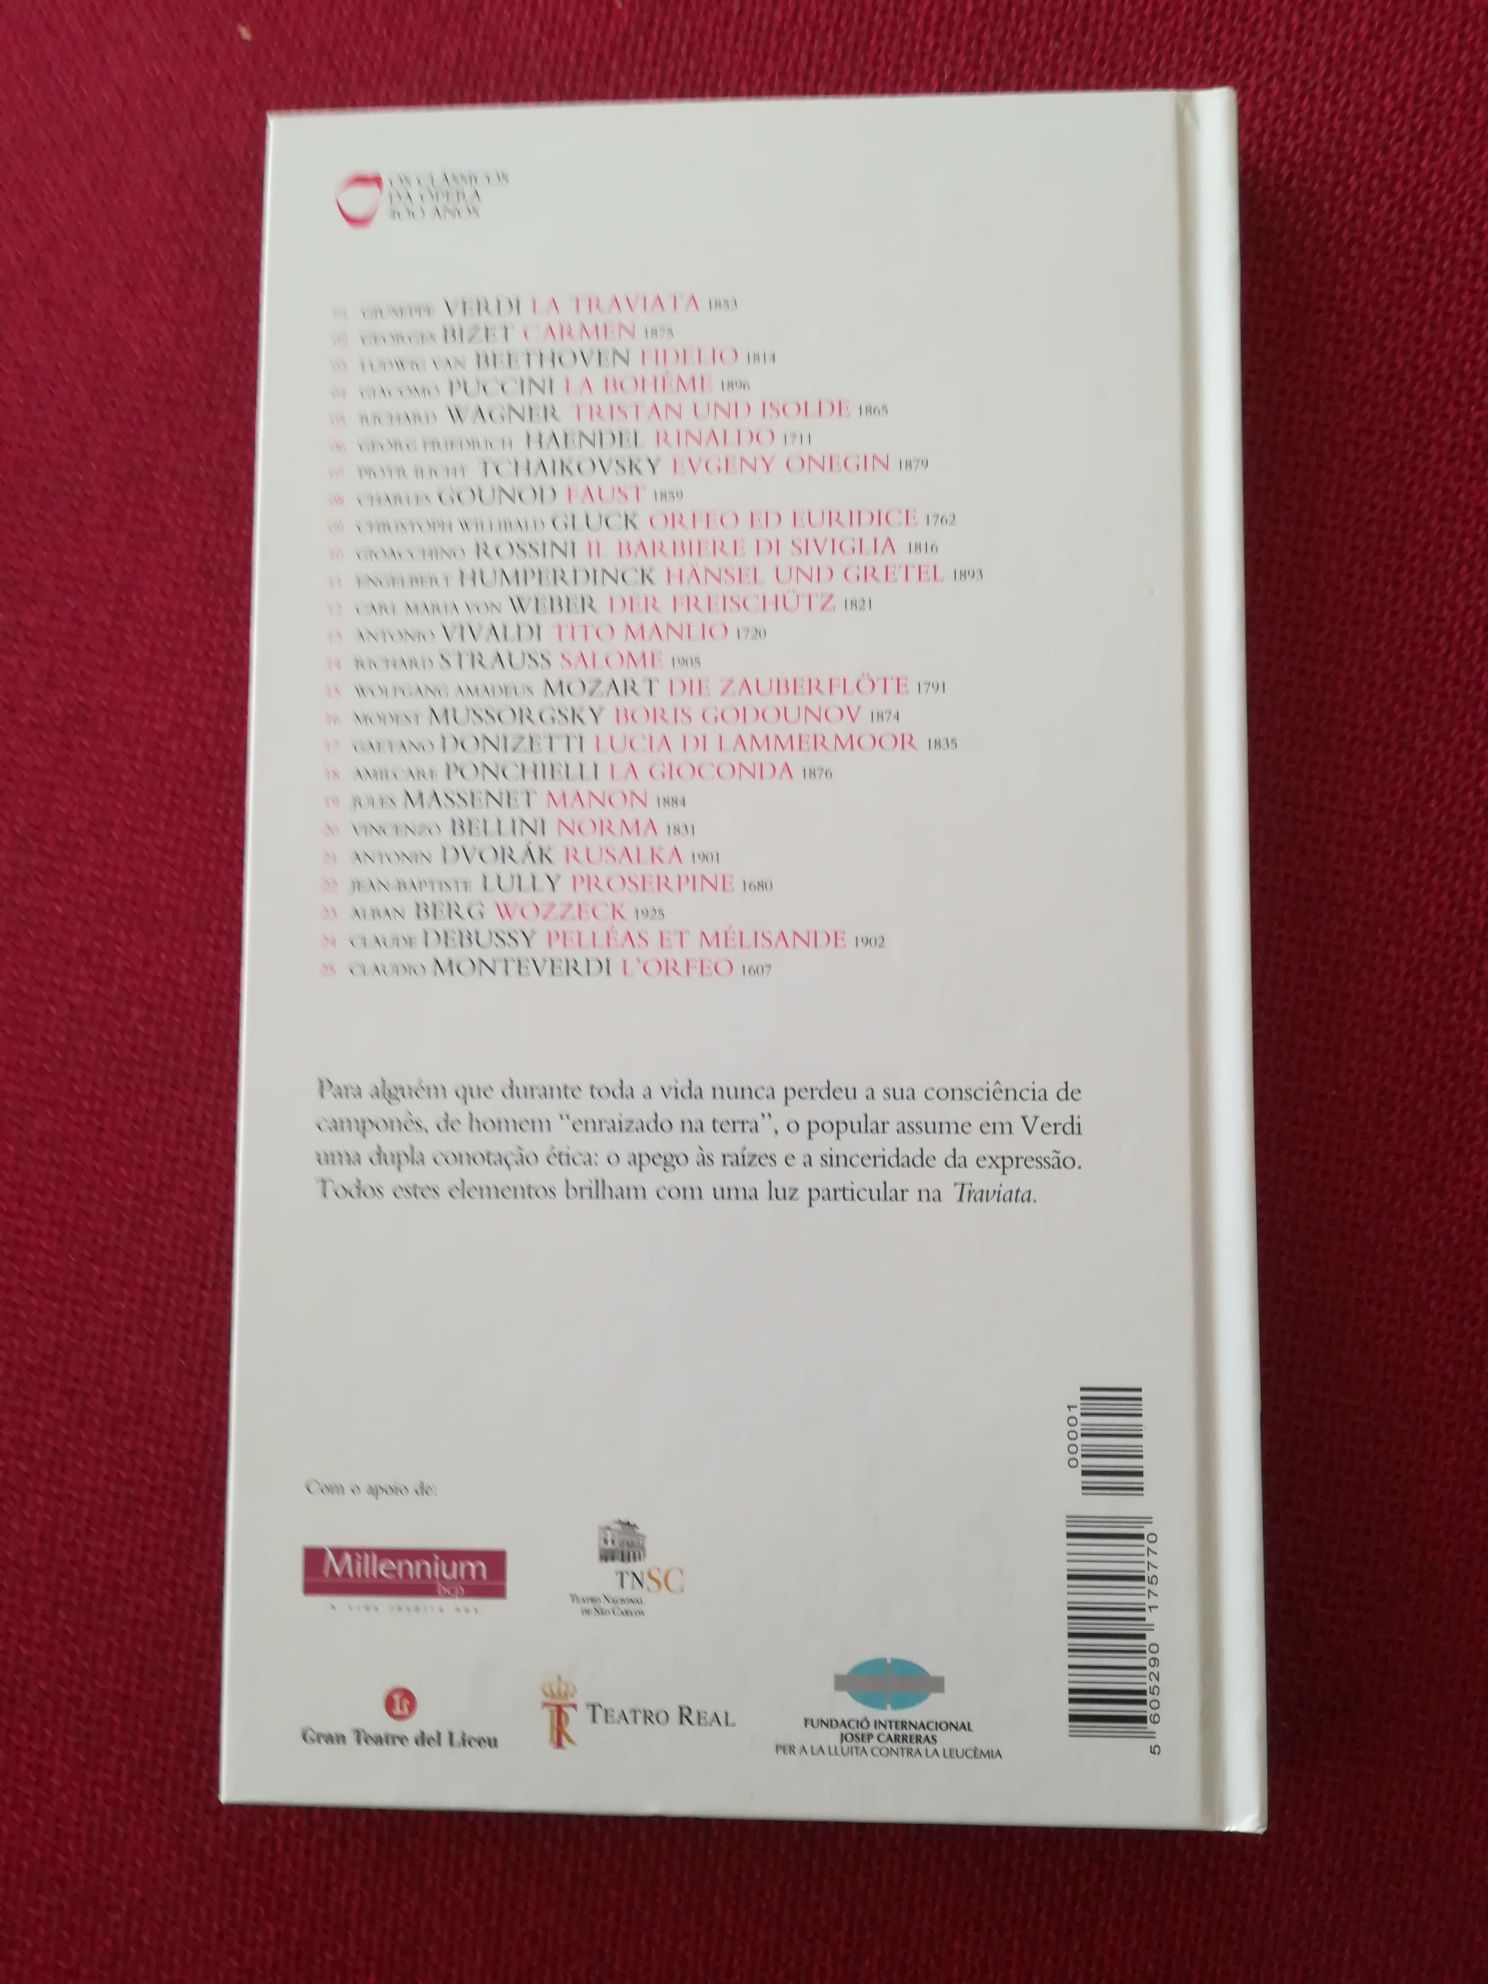 OS CLÁSSICOS
DA ÓPERA
400 ANOS
01 GIUSEPPE VERDI LA TRAVIATA 1853
02 GEORGES BIZET CARMEN 1875
03 LUDWIG VAN BEETHOVEN FIDELIO 1814
04 GIACOMO PUCCINI LA BOHÈME 1896
05 RICHARD WAGNER TRISTAN UND ISOLDE 1865
06 GEORG FRIEDRICH HAENDEL RINALDO 1711
07 PIOTR ILICHT TCHAIKOVSKY EVGENY ONEGIN 1879
08 CHARLES GOUNOD FAUST 1859
09 CHRISTOPH WILLIBALD GLUCK ORFEO ED EURIDICE 1762
10 GIOACCHINO ROSSINI IL BARBIERE DI SIVIGLIA 1816
11 ENGELBERT HUMPERDINCK HÄNSEL UND GRETEL 1893
12 CARL MARIA VON WEBER DER FREISCHÜTZ 1821
13 ANTONIO VIVALDI TITO MANLIO 1720
14 RICHARD STRAUSS SALOME 1905
15 WOLFGANG AMADEUS MOZART DIE ZAUBERFLÖTE 1791
16 MODEST MUSSORGSKY BORIS GODOUNOV 1874
17 GAETANO DONIZETTI LUCIA DI LAMMERMOOR 1835
18 AMILCARE PONCHIELLI LA GIOCONDA 1876
19 JULES MASSENET MANON 1884
20 VINCENZO BELLINI NORMA 1831
21 ANTONIN DVORÁK RUSALKA 1901
22 JEAN-BAPTISTE LULLY PROSERPINE 1680
23 ALBAN BERG WOZZECK 1925
24 CLAUDE DEBUSSY PELLÉAS ET MÉLISANDE 1902
25 CLAUDIO MONTEVERDI L'ORFEO 1607
Para alguém que durante toda a vida nunca perdeu a sua consciência de
camponês, de homem "enraizado na terra", o popular assume em Verdi
uma dupla conotação ética: o apego às raízes e a sinceridade da expressão.
Todos estes elementos brilham com uma luz particular na Traviata.
Com o apoio de:
Millennium
bcp
A VIDA INSPIRA-NOS
TNSC
TEATRO NACIONAL
DE SÃO CARLOS
Gran Teatre del Liceu
TR
TEATRO REAL
FUNDACIÓ INTERNACIONAL
JOSEP CARRERAS
PER A LA LLUITA CONTRA LA LEUCÈMIA
00001
5 605290 175770